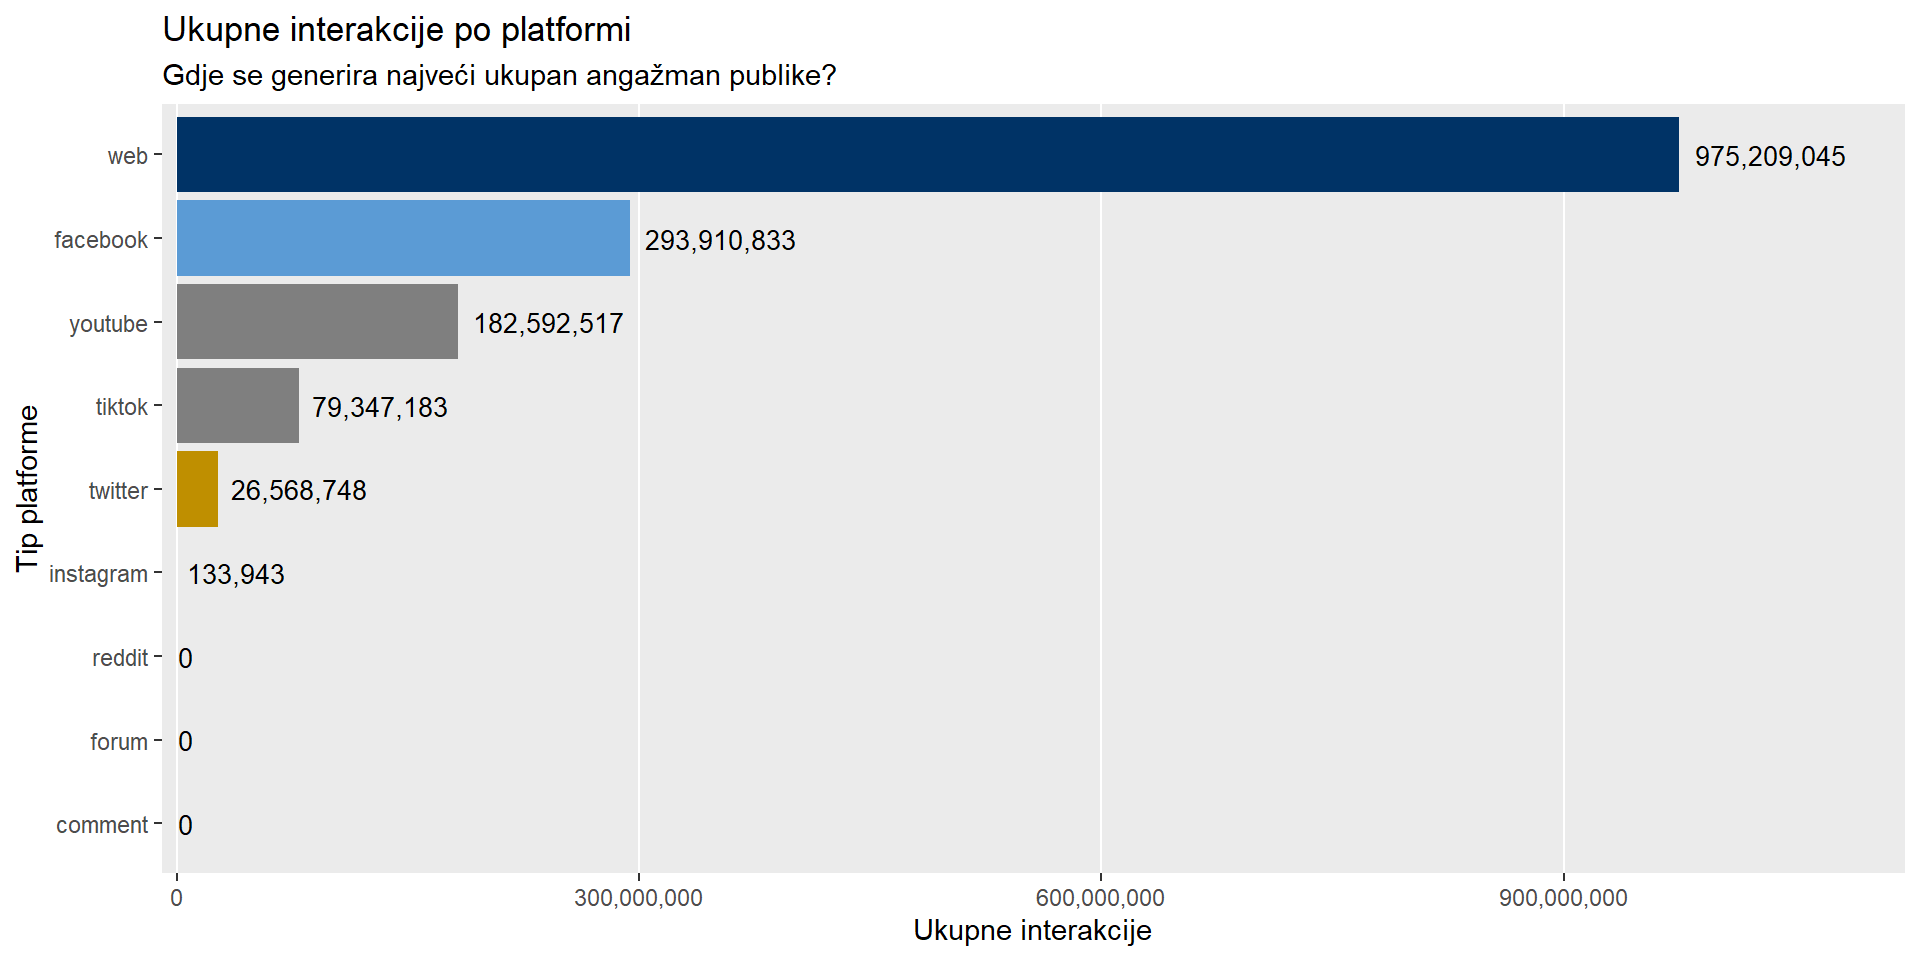 Ukupne interakcije po platformi
Gdje se generira najveći ukupan angažman publike?
web
975,209,045
facebook
293,910,833
youtube
182,592,517
tiktok
79,347,183
twitter
26,568,748
instagram
133,943
reddit
0
forum
0
comment
0
Tip platforme
0
300,000,000
600,000,000
900,000,000
Ukupne interakcije